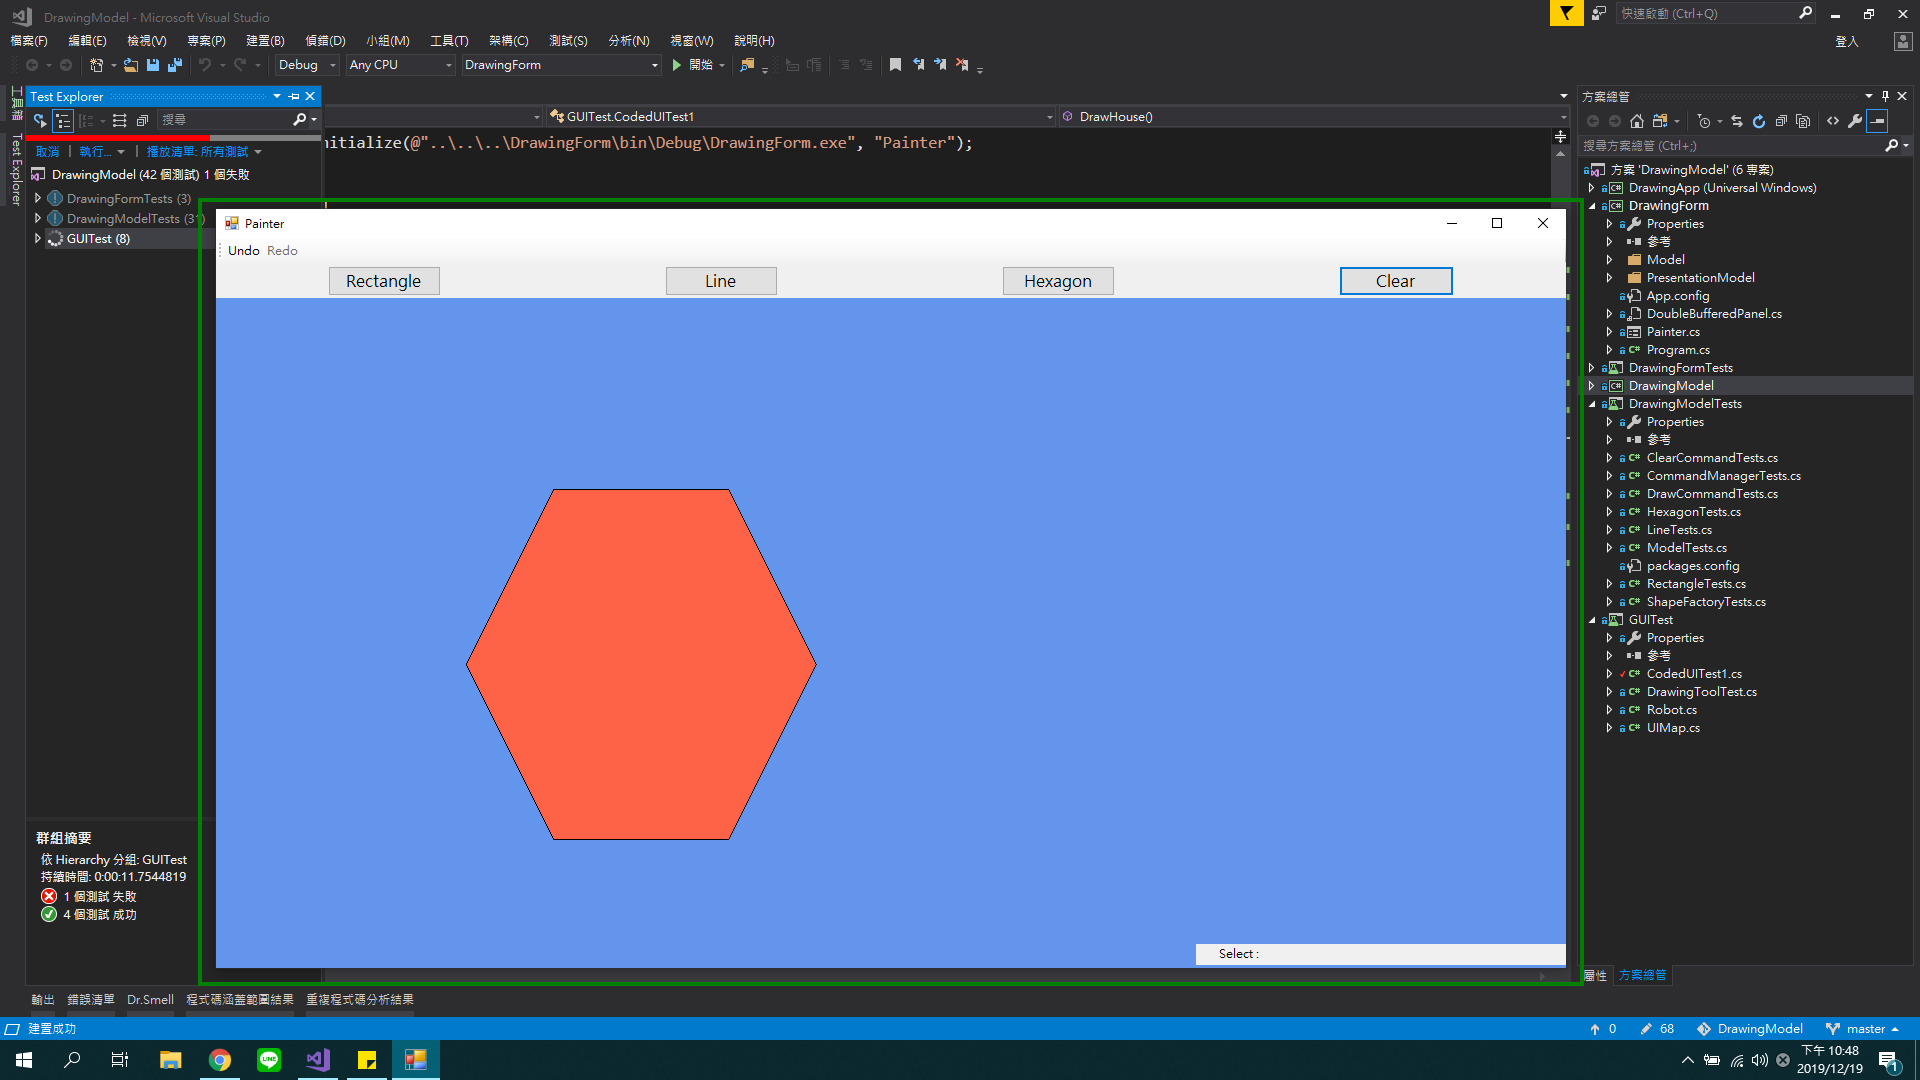 DrawingModel - Microsoft Visual Studio
快速啟動 (Ctrl+Q)
檔案(F) 編輯(E) 檢視(V) 專案(P) 建置(B) 偵錯(D) 小組(M) 工具(T) 架構(C) 測試(S) 分析(N) 視窗(W) 說明(H)
登入
Debug Any CPU DrawingForm 開始
工具箱
Test Explorer
Test Explorer
搜尋
取消 執行... 播放清單: 所有測試
DrawingModel (42 個測試) 1 個失敗
DrawingFormTests (3)
DrawingModelTests (31)
GUITest (8)
GUITest.CodedUITest1
DrawHouse()
nitialize(@"..\..\..\DrawingForm\bin\Debug\DrawingForm.exe", "Painter");
Painter
Undo Redo
Rectangle
Line
Hexagon
Clear
Select :
群組摘要
依 Hierarchy 分組: GUITest
持續時間: 0:00:11.7544819
1 個測試 失敗
4 個測試 成功
方案總管
搜尋方案總管 (Ctrl+;)
方案 'DrawingModel' (6 專案)
DrawingApp (Universal Windows)
DrawingForm
Properties
參考
Model
PresentationModel
App.config
DoubleBufferedPanel.cs
Painter.cs
Program.cs
DrawingFormTests
DrawingModel
DrawingModelTests
Properties
參考
ClearCommandTests.cs
CommandManagerTests.cs
DrawCommandTests.cs
HexagonTests.cs
LineTests.cs
ModelTests.cs
packages.config
RectangleTests.cs
ShapeFactoryTests.cs
GUITest
Properties
參考
CodedUITest1.cs
DrawingToolTest.cs
Robot.cs
UIMap.cs
屬性 方案總管
輸出 錯誤清單 Dr.Smell 程式碼涵蓋範圍結果 重複程式碼分析結果
建置成功
0 68 DrawingModel master
下午 10:48
2019/12/19
1